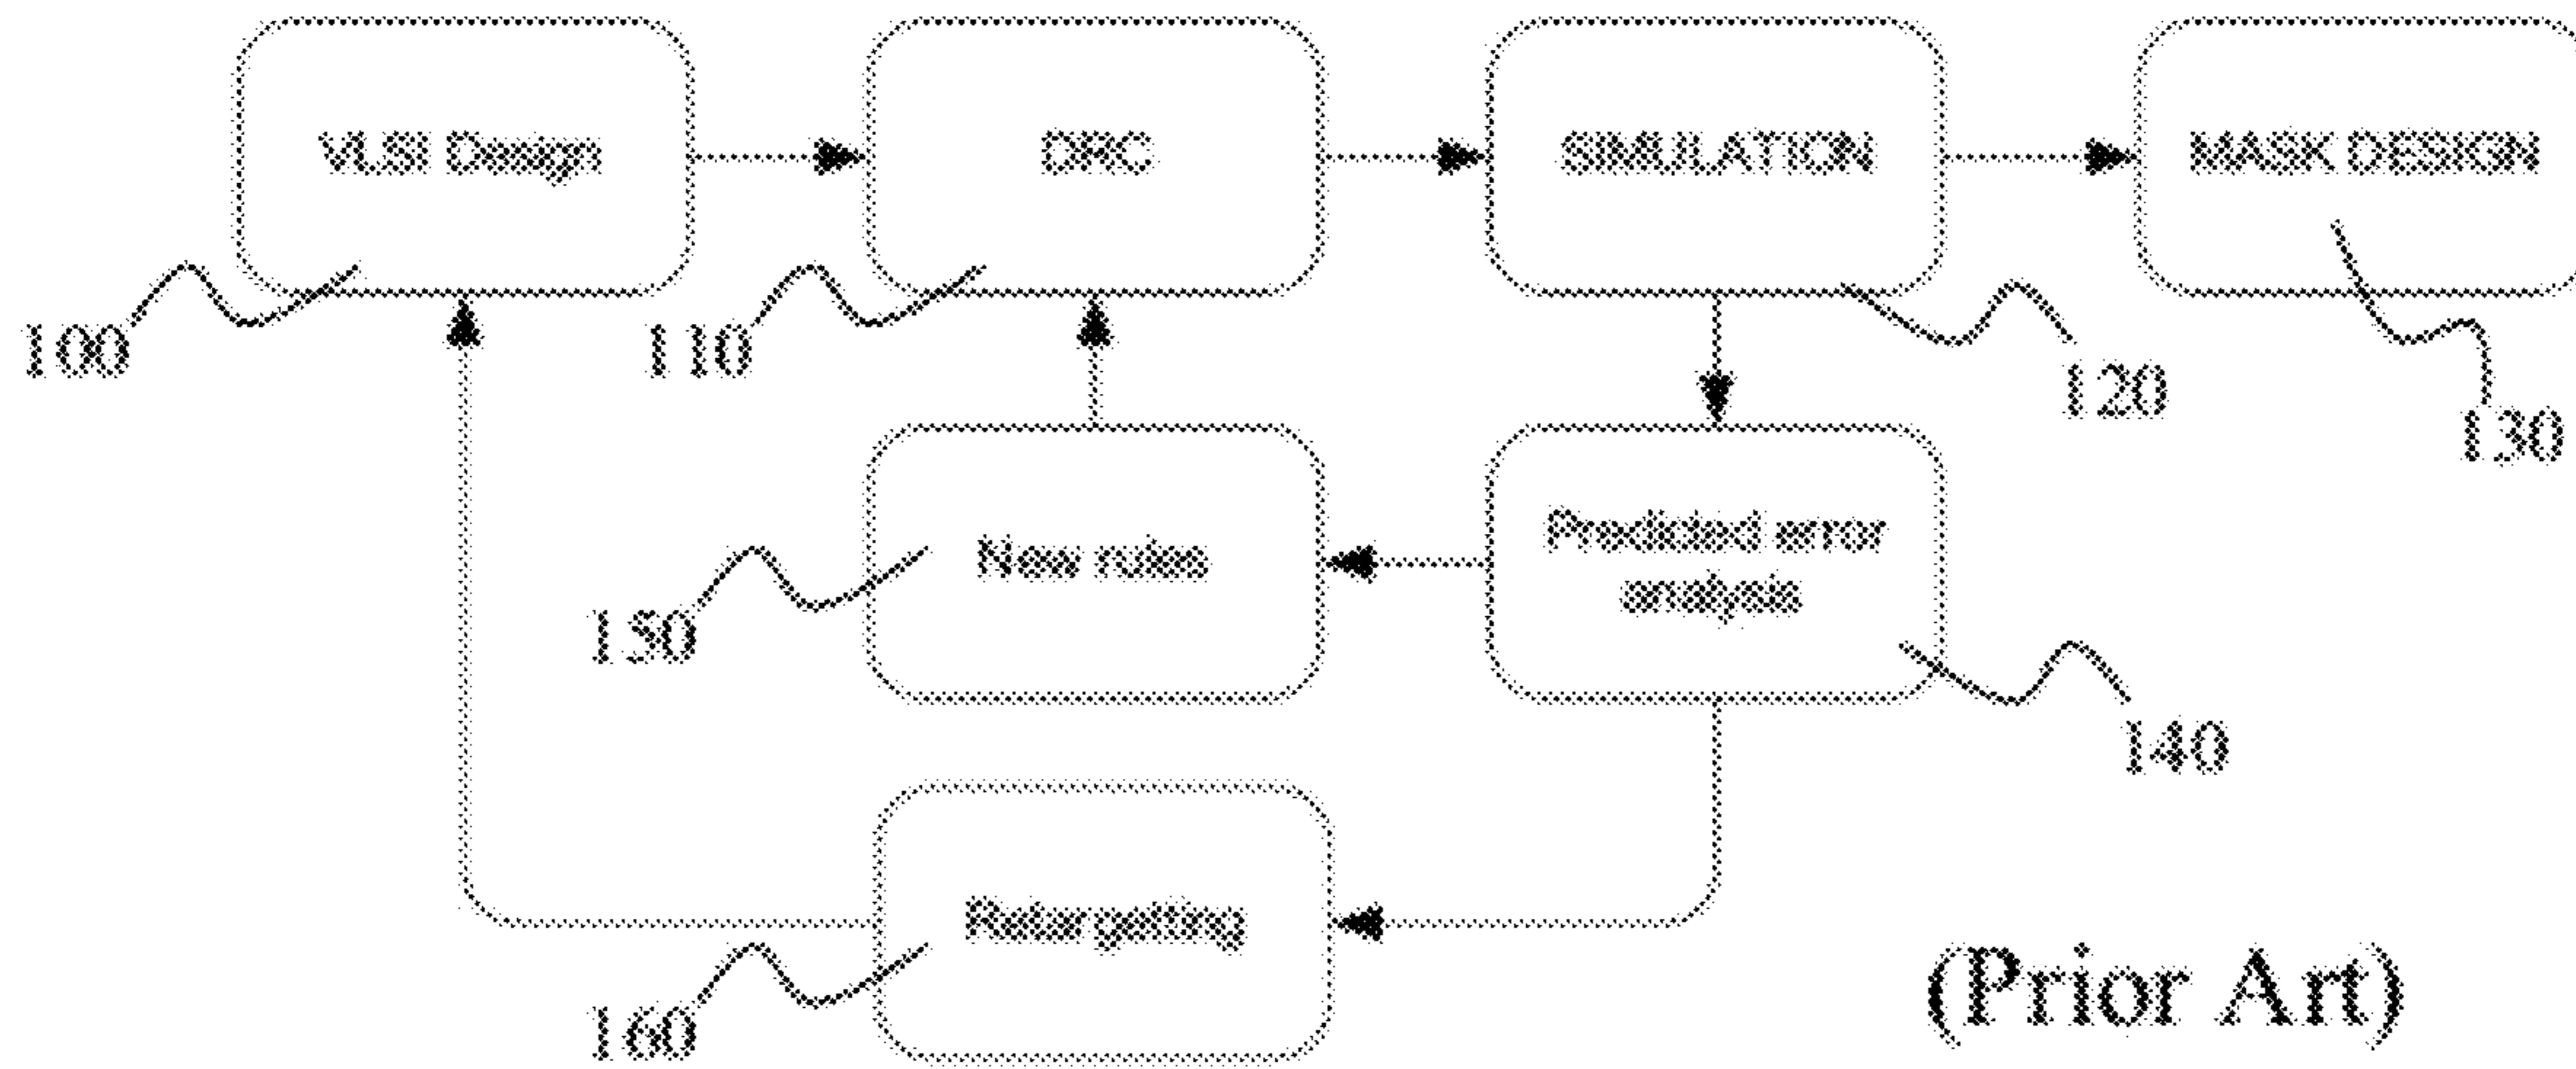 VLSI Design
DRC
SIMULATION
MASK DESIGN
100
110
120
130
New rules
Predicted error
analysis
150
140
Retargetting
160
(Prior Art)